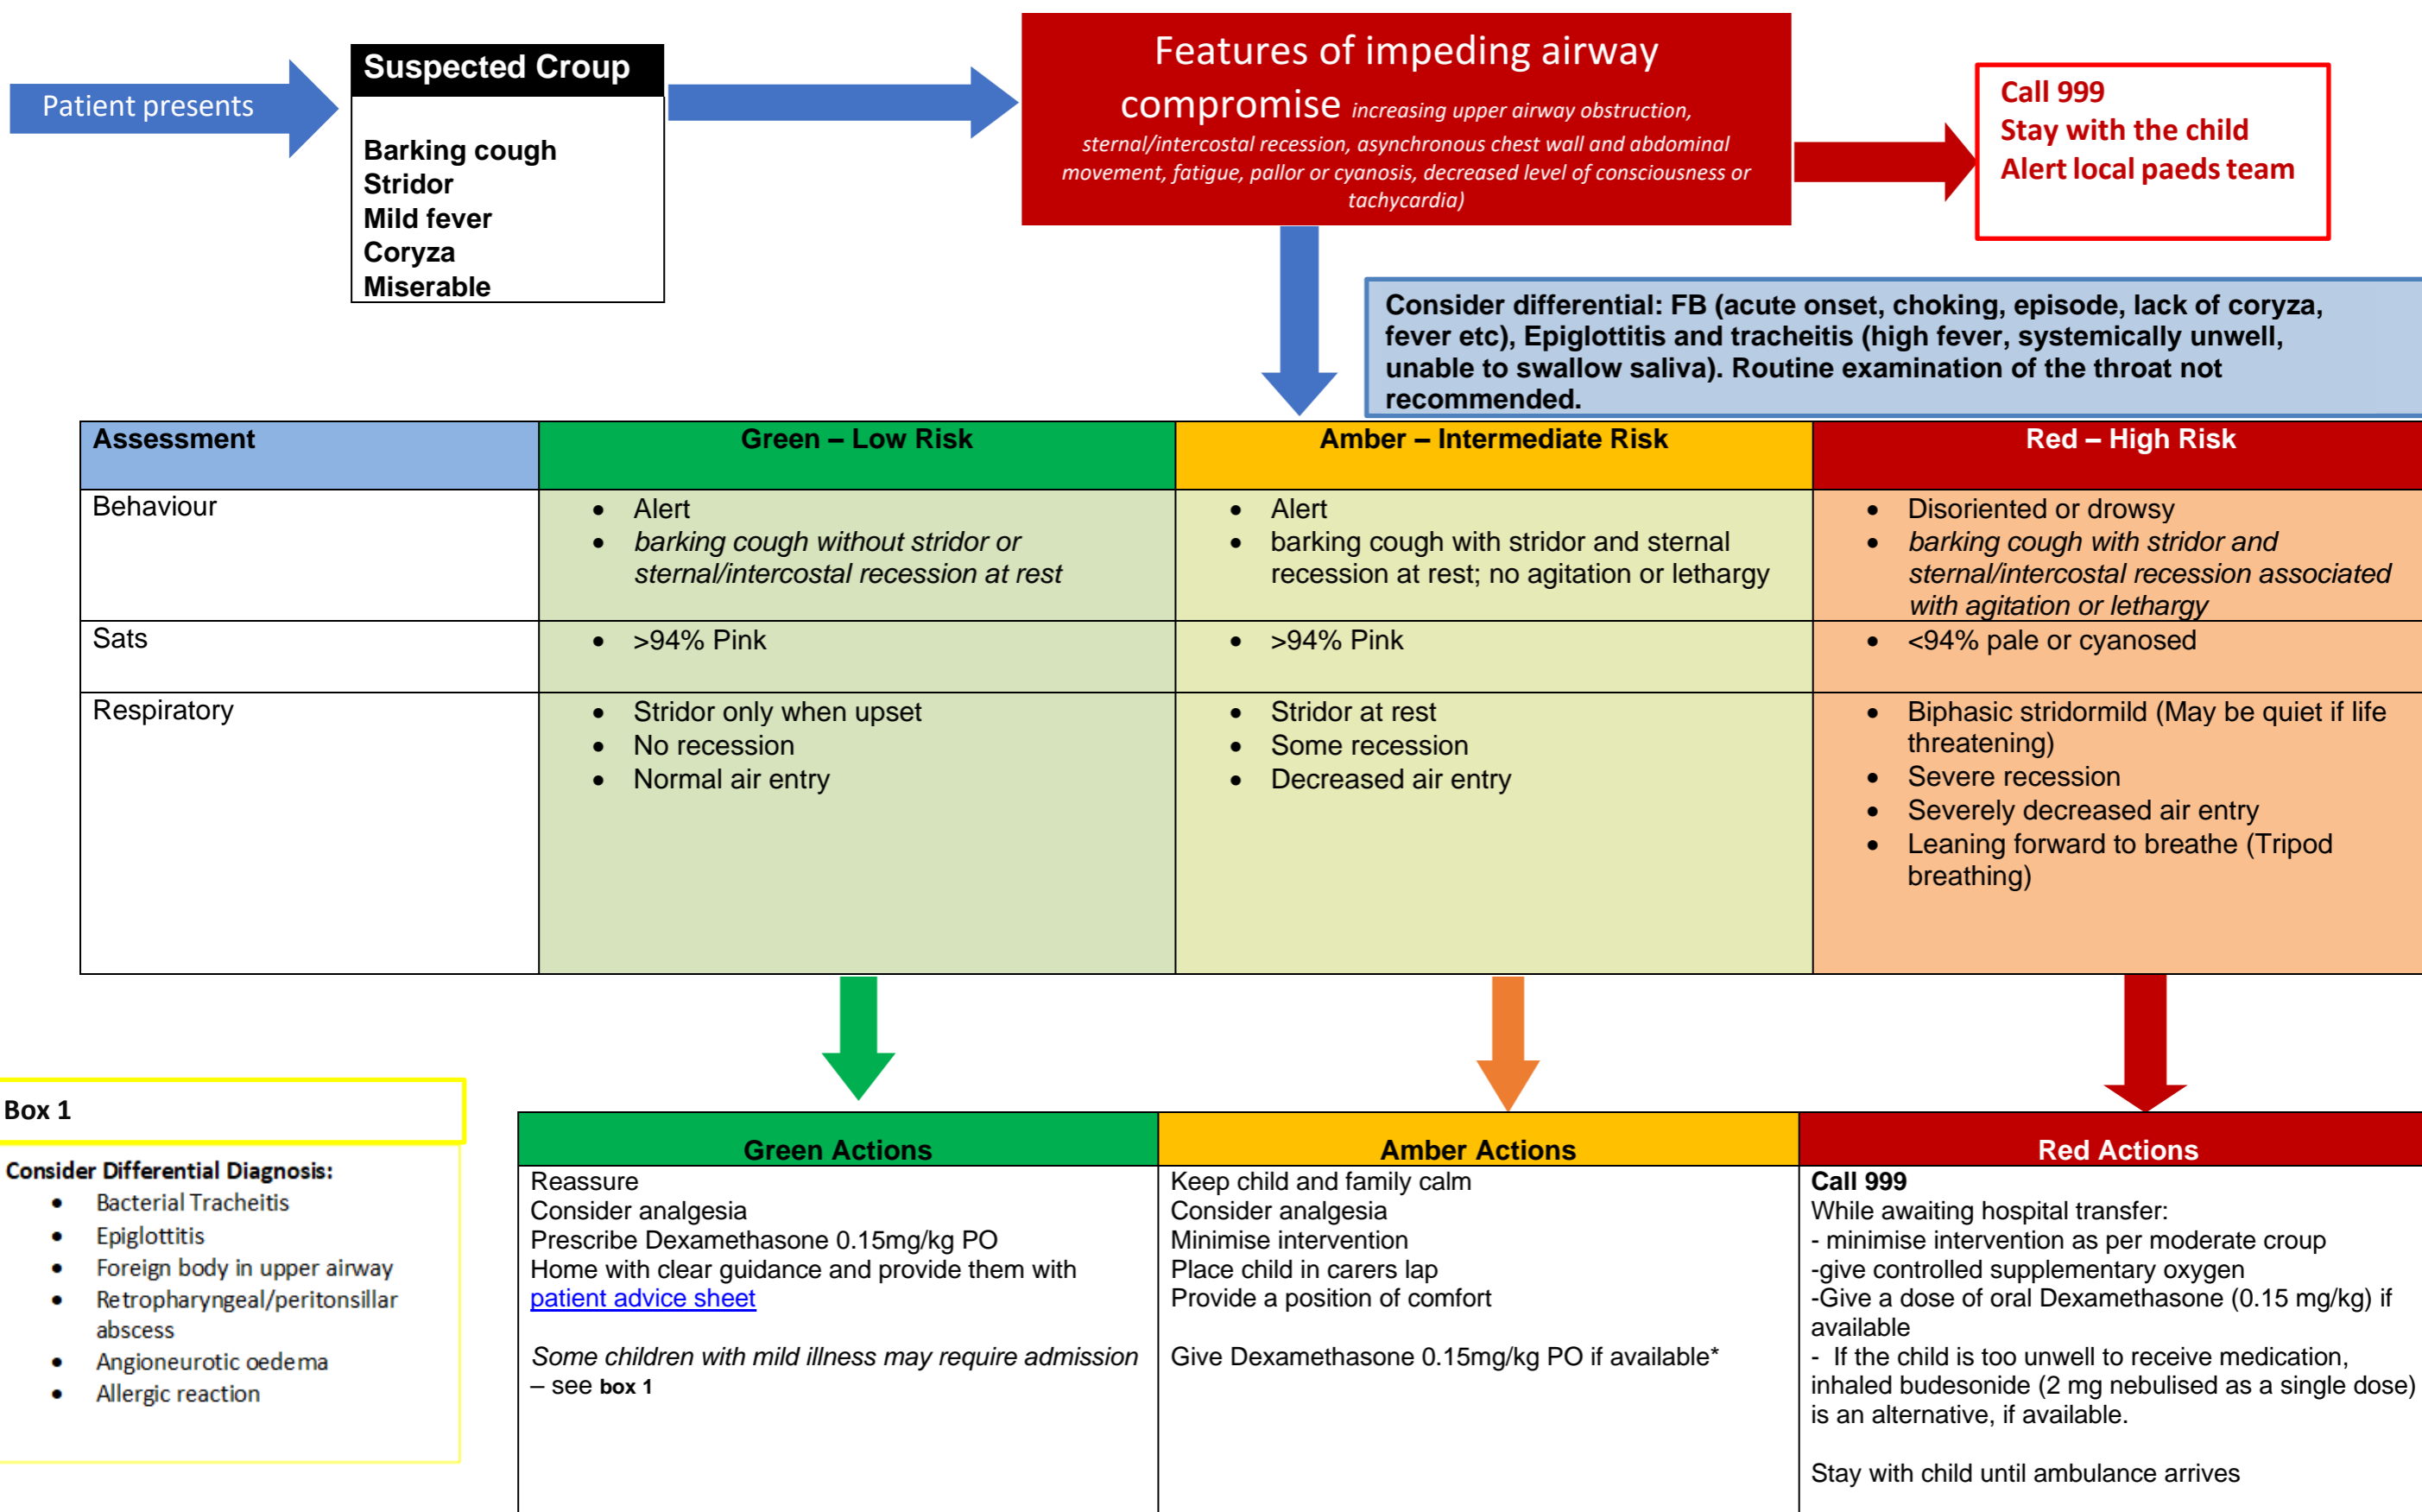 Patient presents
Suspected Croup
Barking cough
Stridor
Mild fever
Coryza
Miserable
Features of impeding airway
compromise increasing upper airway obstruction,
sternal/intercostal recession, asynchronous chest wall and abdominal
movement, fatigue, pallor or cyanosis, decreased level of consciousness or
tachycardia)
Call 999
Stay with the child
Alert local paeds team
Consider differential: FB (acute onset, choking, episode, lack of coryza,
fever etc), Epiglottitis and tracheitis (high fever, systemically unwell,
unable to swallow saliva). Routine examination of the throat not
recommended.
Assessment
Green – Low Risk
Amber – Intermediate Risk
Red – High Risk
Behaviour
• Alert
• barking cough without stridor or
sternal/intercostal recession at rest
• Alert
• barking cough with stridor and sternal
recession at rest; no agitation or lethargy
• Disoriented or drowsy
• barking cough with stridor and
sternal/intercostal recession associated
with agitation or lethargy
Sats
• >94% Pink
• >94% Pink
• <94% pale or cyanosed
Respiratory
• Stridor only when upset
• No recession
• Normal air entry
• Stridor at rest
• Some recession
• Decreased air entry
• Biphasic stridormild (May be quiet if life
threatening)
• Severe recession
• Severely decreased air entry
• Leaning forward to breathe (Tripod
breathing)
Box 1
Consider Differential Diagnosis:
• Bacterial Tracheitis
• Epiglottitis
• Foreign body in upper airway
• Retropharyngeal/peritonsillar
abscess
• Angioneurotic oedema
• Allergic reaction
Green Actions
Reassure
Consider analgesia
Prescribe Dexamethasone 0.15mg/kg PO
Home with clear guidance and provide them with
patient advice sheet
Some children with mild illness may require admission
– see box 1
Amber Actions
Keep child and family calm
Consider analgesia
Minimise intervention
Place child in carers lap
Provide a position of comfort
Give Dexamethasone 0.15mg/kg PO if available*
Red Actions
Call 999
While awaiting hospital transfer:
- minimise intervention as per moderate croup
-give controlled supplementary oxygen
-Give a dose of oral Dexamethasone (0.15 mg/kg) if
available
- If the child is too unwell to receive medication,
inhaled budesonide (2 mg nebulised as a single dose)
is an alternative, if available.
Stay with child until ambulance arrives